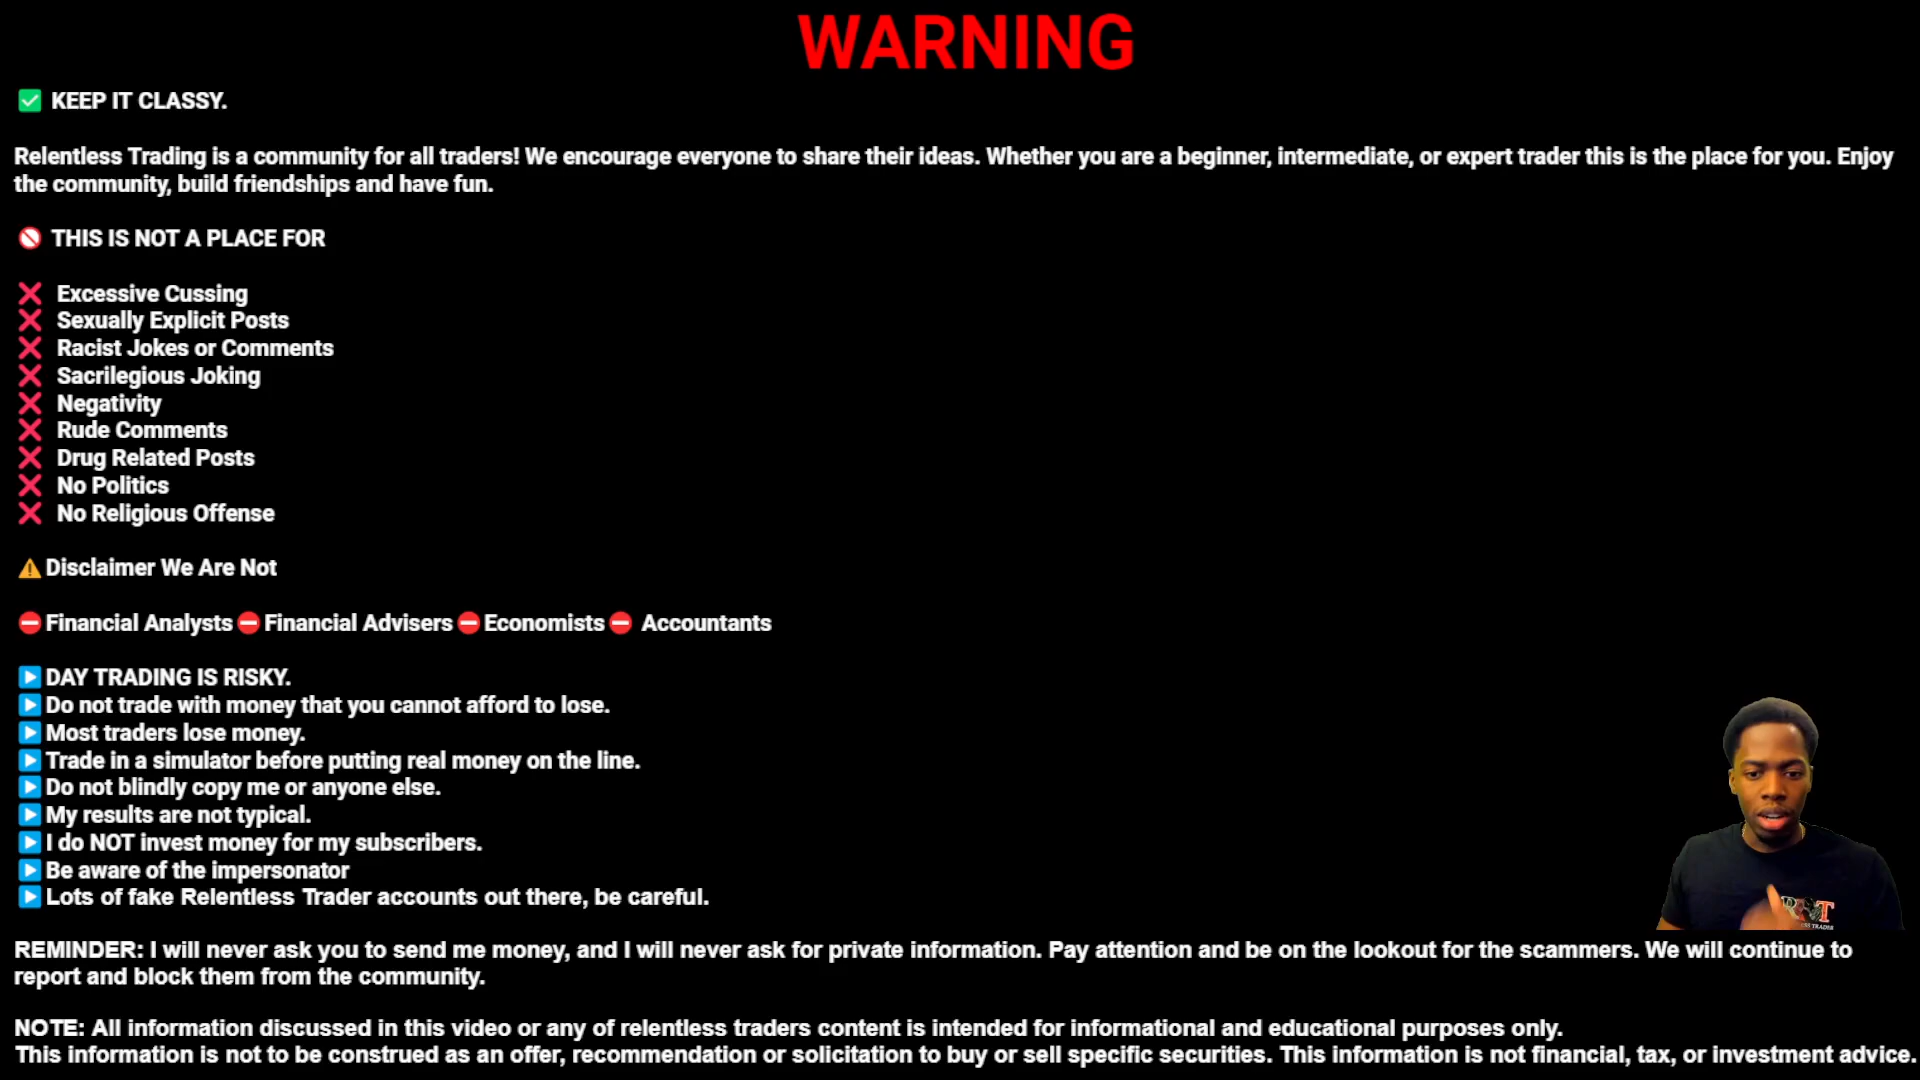 WARNING
✅ KEEP IT CLASSY.
Relentless Trading is a community for all traders! We encourage everyone to share their ideas. Whether you are a beginner, intermediate, or expert trader this is the place for you. Enjoy
the community, build friendships and have fun.
🚫 THIS IS NOT A PLACE FOR
❌ Excessive Cussing
❌ Sexually Explicit Posts
❌ Racist Jokes or Comments
❌ Sacrilegious Joking
❌ Negativity
❌ Rude Comments
❌ Drug Related Posts
❌ No Politics
❌ No Religious Offense
⚠️ Disclaimer We Are Not
⛔ Financial Analysts ⛔ Financial Advisers ⛔ Economists ⛔ Accountants
▶️ DAY TRADING IS RISKY.
▶️ Do not trade with money that you cannot afford to lose.
▶️ Most traders lose money.
▶️ Trade in a simulator before putting real money on the line.
▶️ Do not blindly copy me or anyone else.
▶️ My results are not typical.
▶️ I do NOT invest money for my subscribers.
▶️ Be aware of the impersonator
▶️ Lots of fake Relentless Trader accounts out there, be careful.
REMINDER: I will never ask you to send me money, and I will never ask for private information. Pay attention and be on the lookout for the scammers. We will continue to
report and block them from the community.
NOTE: All information discussed in this video or any of relentless traders content is intended for informational and educational purposes only.
This information is not to be construed as an offer, recommendation or solicitation to buy or sell specific securities. This information is not financial, tax, or investment advice.
TRADER